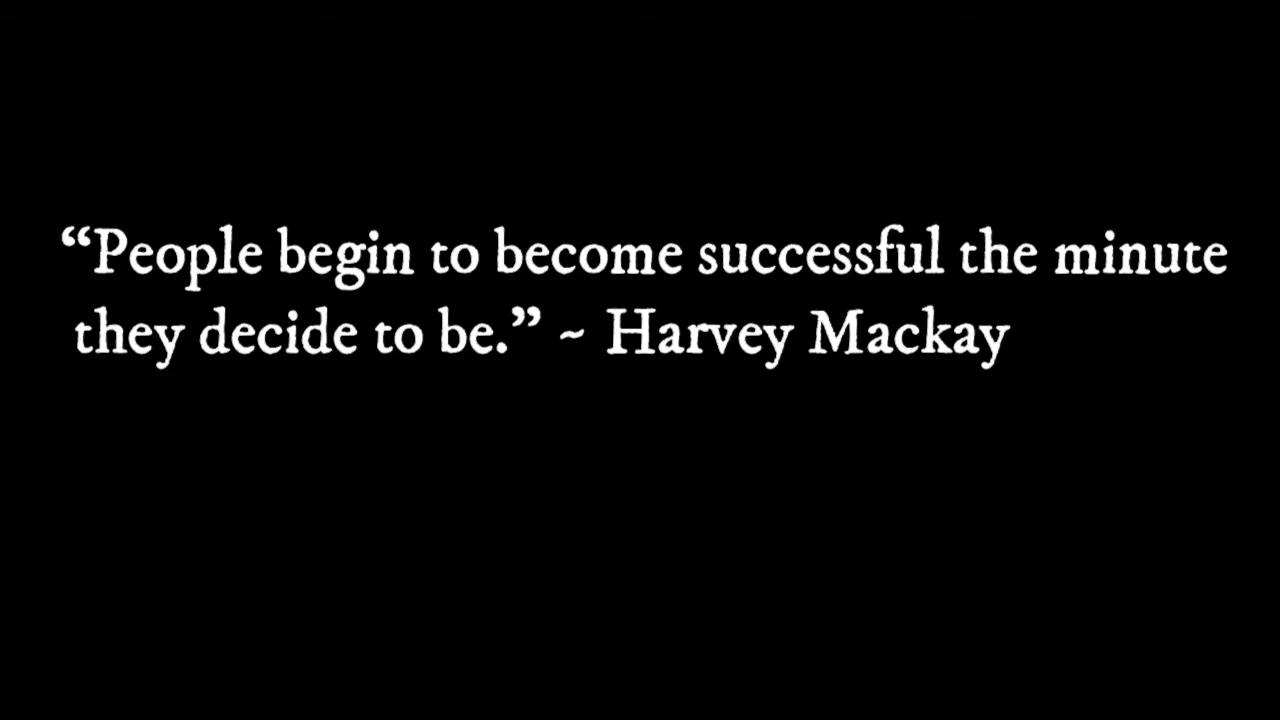 “People begin to become successful the minute
they decide to be.” ~ Harvey Mackay